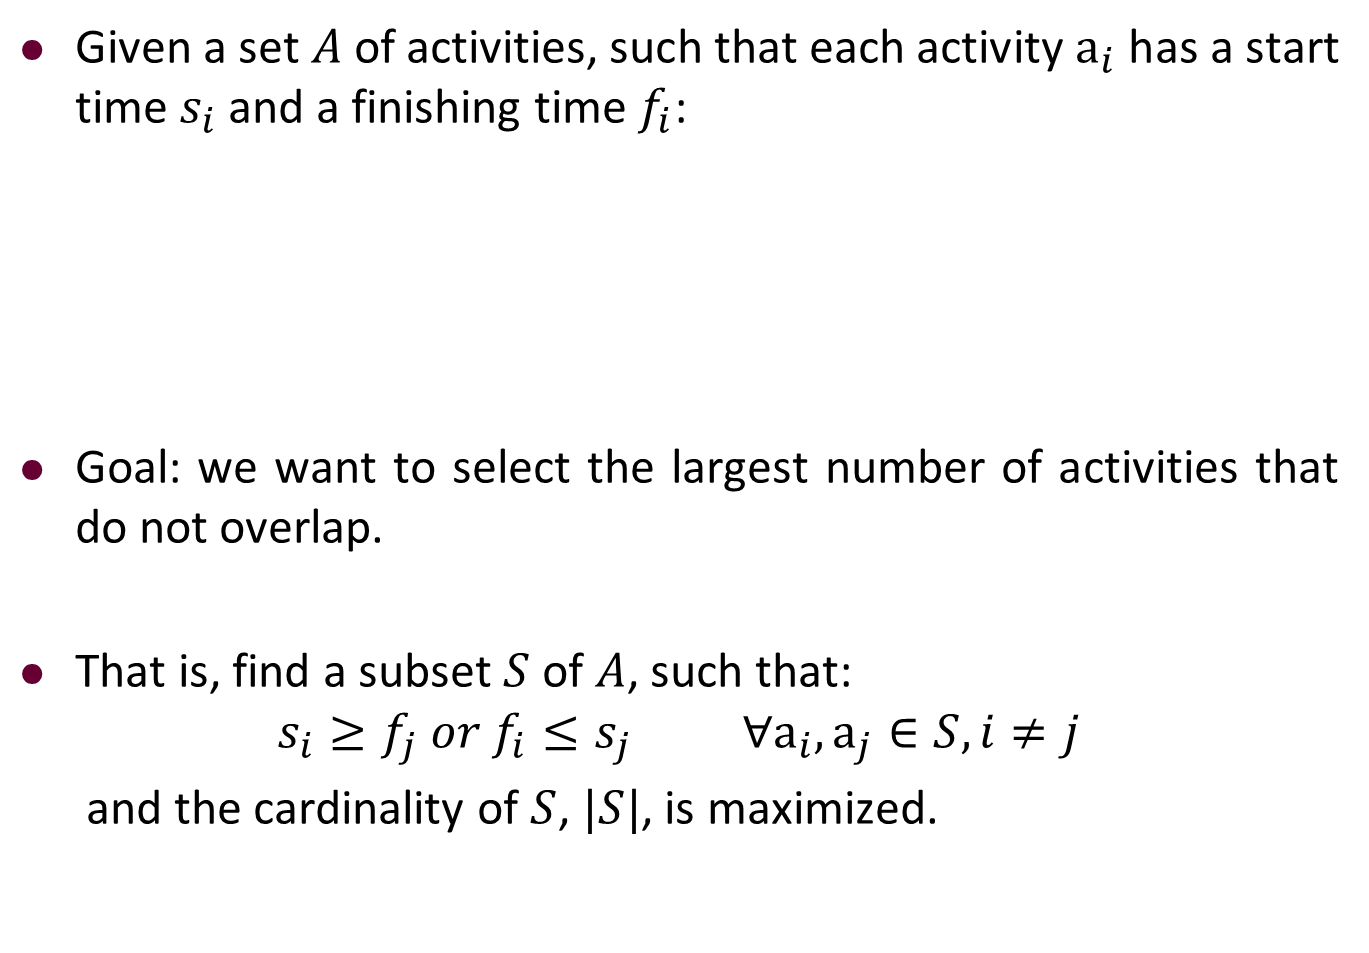 • Given a set A of activities, such that each activity aᵢ has a start
time sᵢ and a finishing time fᵢ:
• Goal: we want to select the largest number of activities that
do not overlap.
• That is, find a subset S of A, such that:
sᵢ ≥ fⱼ or fᵢ ≤ sⱼ ∀aᵢ, aⱼ ∈ S, i ≠ j
and the cardinality of S, |S|, is maximized.